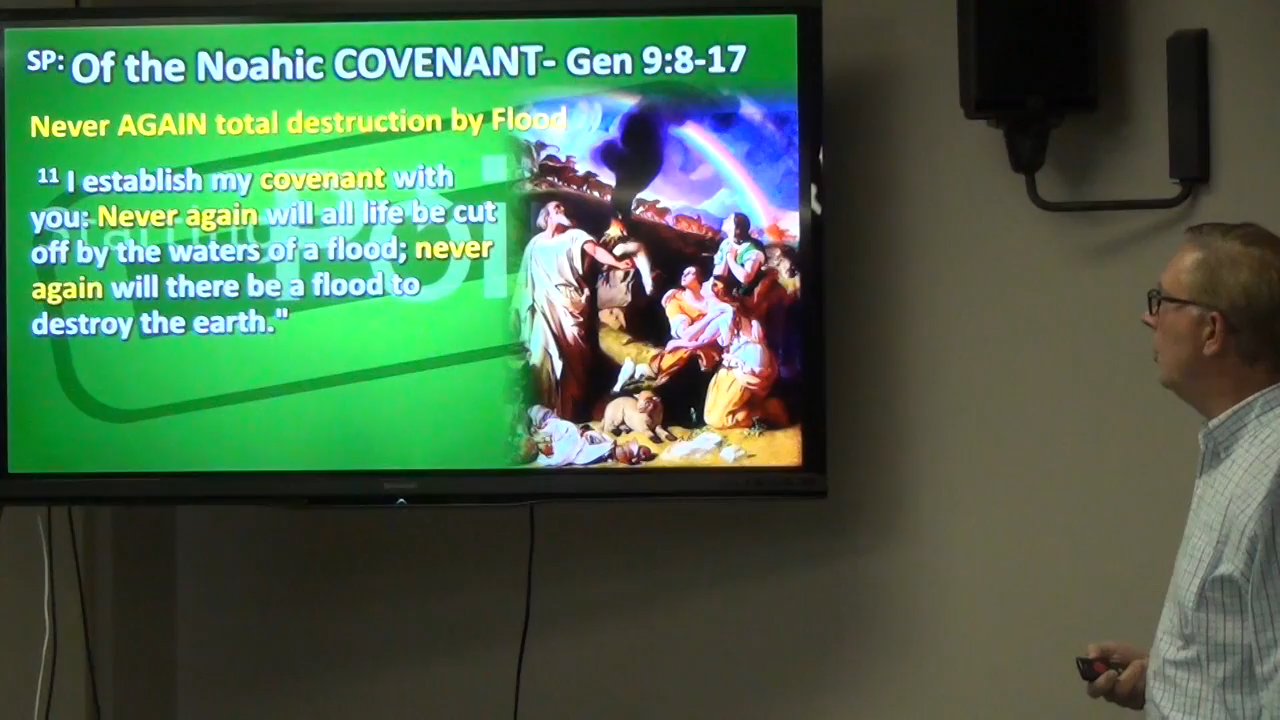 SP: Of the Noahic COVENANT- Gen 9:8-17
Never AGAIN total destruction by Flood
11 I establish my covenant with
you: Never again will all life be cut
off by the waters of a flood; never
again will there be a flood to
destroy the earth."